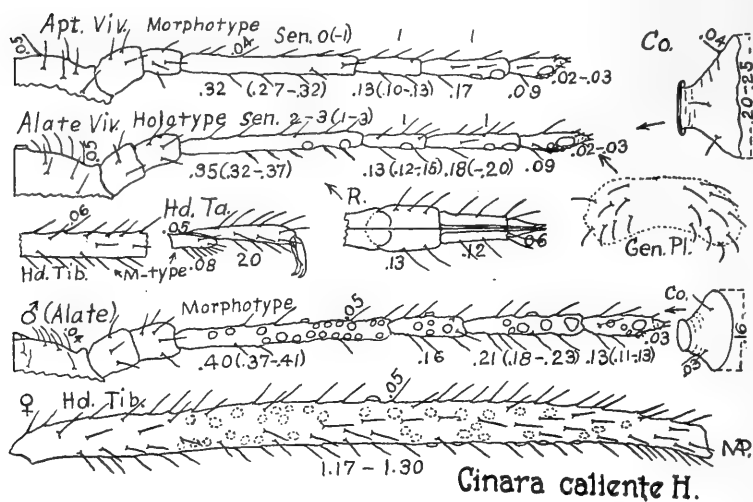 Apt. Viv. Morphotype Sen. 0(-1) 1 1
.05 .04
.32 (.27-.32) .13(.10-.13) .17 .09 .02-.03
Co. .04 .20-.25
Alate Viv. Holotype Sen. 2-3(1-3) 1 1
.05
.35(.32-.37) .13(.12-.15) .18(-.20) .09 .02-.03
.06 .05 Hd. Ta. R.
Hd. Tib. M-type .08 .20 .13 .12 .06 Gen. Pl.
♂ (Alate) Morphotype .05 Co.
.40(.37-.41) .16 .21(.18-.23) .13(.11-.13) .03 .03 .16
♀ Hd. Tib. .05
1.17-1.30
Cinara caliente H.